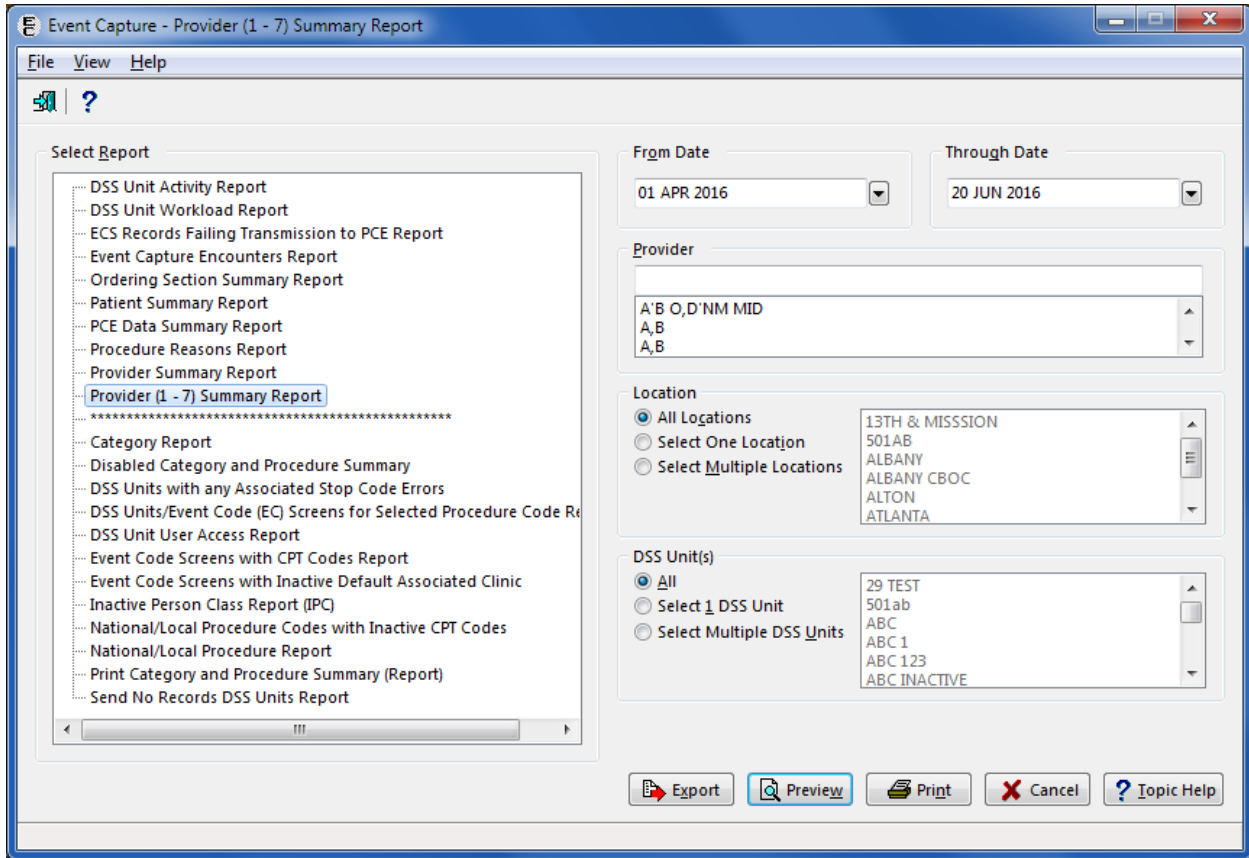 Event Capture - Provider (1 - 7) Summary Report
File View Help
Select Report
DSS Unit Activity Report
DSS Unit Workload Report
ECS Records Failing Transmission to PCE Report
Event Capture Encounters Report
Ordering Section Summary Report
Patient Summary Report
PCE Data Summary Report
Procedure Reasons Report
Provider Summary Report
Provider (1 - 7) Summary Report
**************************************************
Category Report
Disabled Category and Procedure Summary
DSS Units with any Associated Stop Code Errors
DSS Units/Event Code (EC) Screens for Selected Procedure Code Re
DSS Unit User Access Report
Event Code Screens with CPT Codes Report
Event Code Screens with Inactive Default Associated Clinic
Inactive Person Class Report (IPC)
National/Local Procedure Codes with Inactive CPT Codes
National/Local Procedure Report
Print Category and Procedure Summary (Report)
Send No Records DSS Units Report
From Date
01 APR 2016
Through Date
20 JUN 2016
Provider
A'B O,D'NM MID
A,B
A,B
Location
All Locations
Select One Location
Select Multiple Locations
13TH & MISSSION
501AB
ALBANY
ALBANY CBOC
ALTON
ATLANTA
DSS Unit(s)
All
Select 1 DSS Unit
Select Multiple DSS Units
29 TEST
501ab
ABC
ABC 1
ABC 123
ABC INACTIVE
Export Preview Print Cancel Topic Help